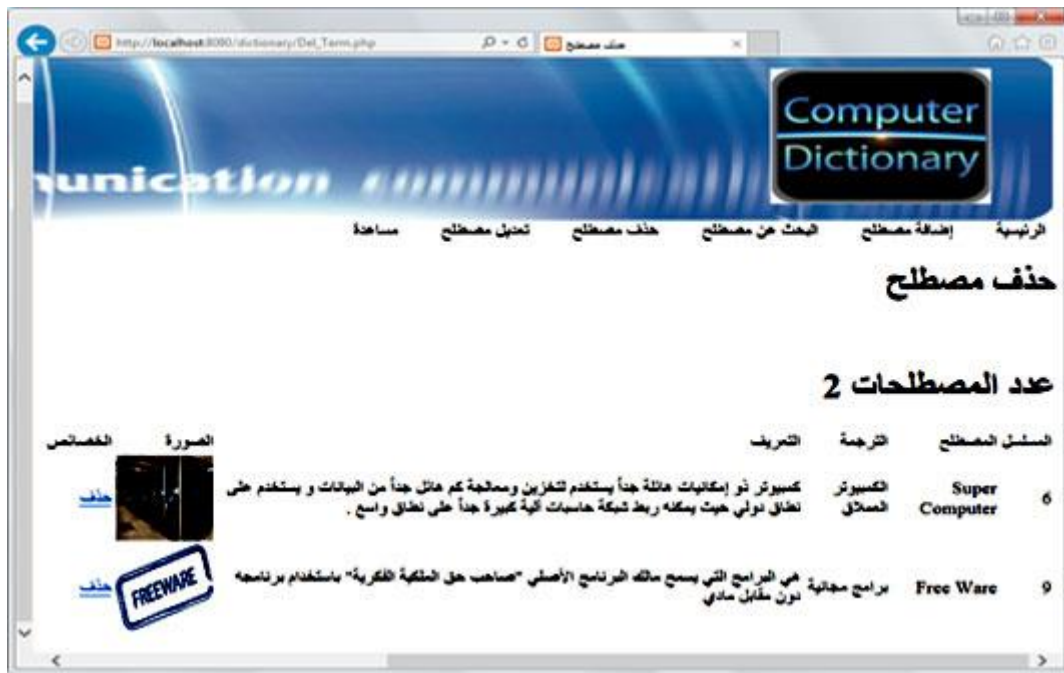 http://localhost:8080/dictionary/Del_Term.php
حذف مصطلح
Computer
Dictionary
unication
الرئيسية إضافة مصطلح البحث عن مصطلح حذف مصطلح تعديل مصطلح مساعدة
حذف مصطلح
عدد المصطلحات 2
المسلسل المصطلح الترجمة التعريف الصورة الخصائص
6 Super Computer الكمبيوتر العملاق كمبيوتر ذو إمكانيات هائلة جداً يستخدم لتخزين ومعالجة كم هائل جداً من البيانات و يستخدم على
نطاق دولي حيث يمكنه ربط شبكة حاسبات آلية كبيرة جداً على نطاق واسع . حذف
9 Free Ware برامج مجانية هي البرامج التي يسمح مالك البرنامج الأصلي "صاحب حق الملكية الفكرية" باستخدام برنامجه
دون مقابل مادي FREEWARE حذف